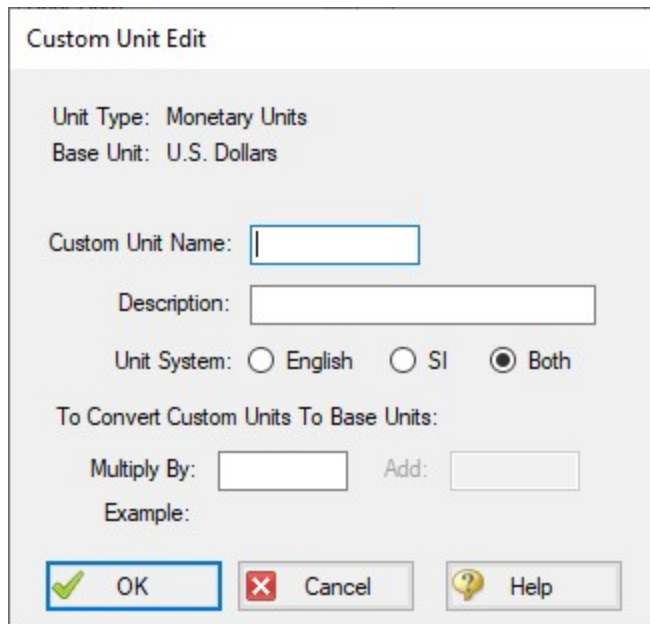 Custom Unit Edit
Unit Type: Monetary Units
Base Unit: U.S. Dollars
Custom Unit Name:
Description:
Unit System: English SI Both
To Convert Custom Units To Base Units:
Multiply By: Add:
Example:
OK Cancel Help